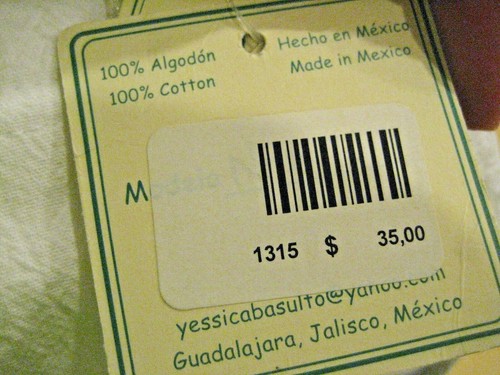 100% Algodón
100% Cotton
Hecho en México
Made in Mexico
Modelo
1315 $ 35,00
yessicabasulto@yahoo.com
Guadalajara, Jalisco, México